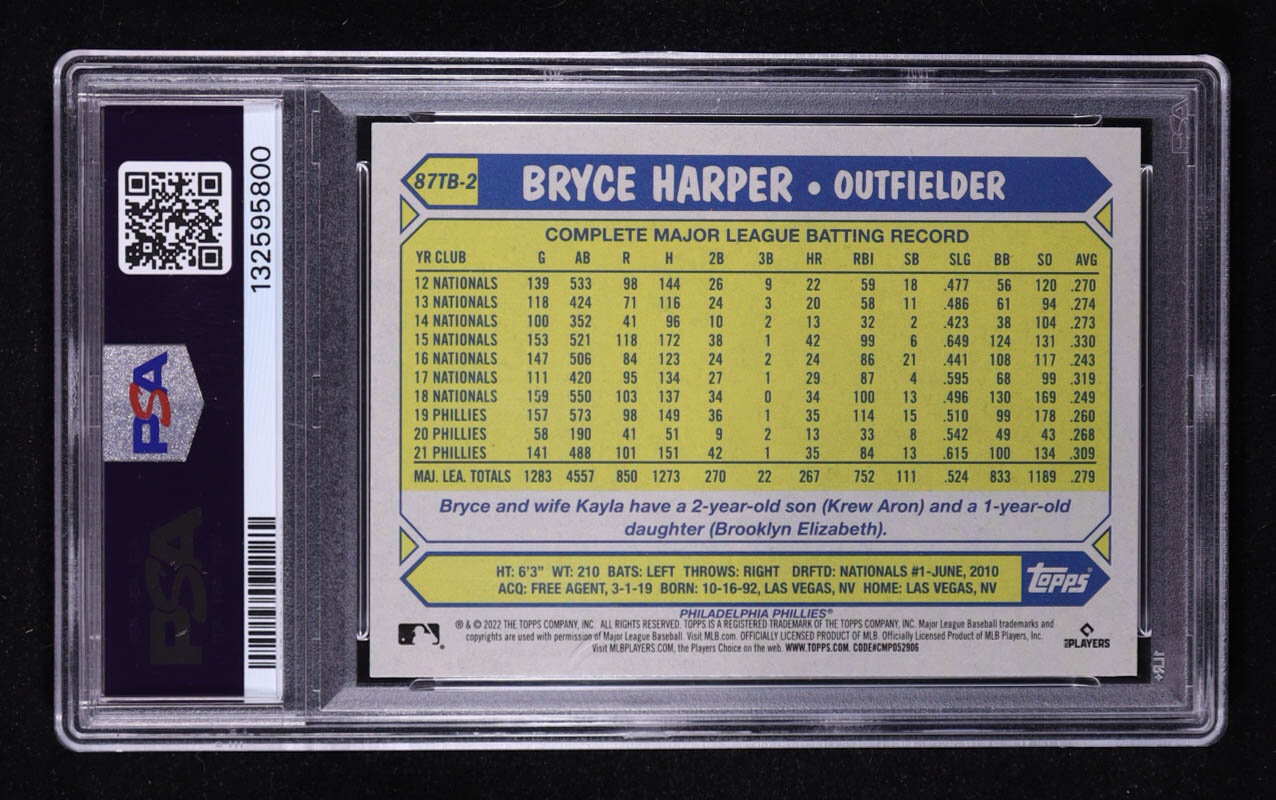 132595800
PSA
PSA
87TB-2 BRYCE HARPER • OUTFIELDER
COMPLETE MAJOR LEAGUE BATTING RECORD
YR CLUB G AB R H 2B 3B HR RBI SB SLG BB SO AVG
12 NATIONALS 139 533 98 144 26 9 22 59 18 .477 56 120 .270
13 NATIONALS 118 424 71 116 24 3 20 58 11 .486 61 94 .274
14 NATIONALS 100 352 41 96 10 2 13 32 2 .423 38 104 .273
15 NATIONALS 153 521 118 172 38 1 42 99 6 .649 124 131 .330
16 NATIONALS 147 506 84 123 24 2 24 86 21 .441 108 117 .243
17 NATIONALS 111 420 95 134 27 1 29 87 4 .595 68 99 .319
18 NATIONALS 159 550 103 137 34 0 34 100 13 .496 130 169 .249
19 PHILLIES 157 573 98 149 36 1 35 114 15 .510 99 178 .260
20 PHILLIES 58 190 41 51 9 2 13 33 8 .542 49 43 .268
21 PHILLIES 141 488 101 151 42 1 35 84 13 .615 100 134 .309
MAJ. LEA. TOTALS 1283 4557 850 1273 270 22 267 752 111 .524 833 1189 .279
Bryce and wife Kayla have a 2-year-old son (Krew Aron) and a 1-year-old
daughter (Brooklyn Elizabeth).
HT: 6'3" WT: 210 BATS: LEFT THROWS: RIGHT DRFTD: NATIONALS #1-JUNE, 2010
ACQ: FREE AGENT, 3-1-19 BORN: 10-16-92, LAS VEGAS, NV HOME: LAS VEGAS, NV
topps®
PHILADELPHIA PHILLIES®
® & © 2022 THE TOPPS COMPANY, INC. ALL RIGHTS RESERVED. TOPPS IS A REGISTERED TRADEMARK OF THE TOPPS COMPANY, INC. Major League Baseball trademarks and
copyrights are used with permission of Major League Baseball. Visit MLB.com. OFFICIALLY LICENSED PRODUCT OF MLB. Officially Licensed Product of MLB Players, Inc.
Visit MLBPLAYERS.COM, the Players Choice on the web. WWW.TOPPS.COM. CODE#CMP052906
MLB PLAYERS
PSA